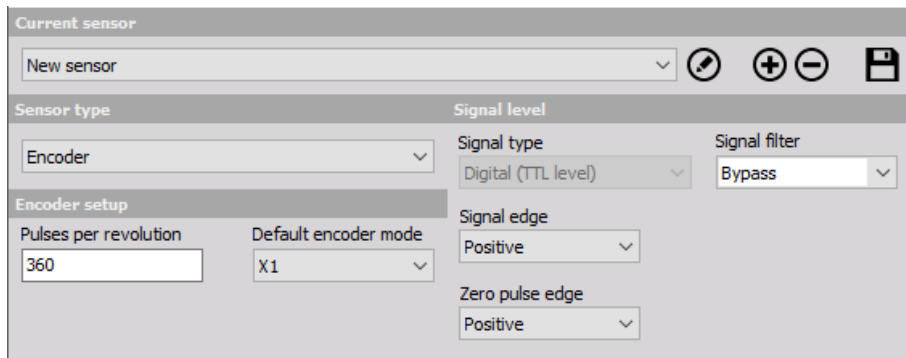 Current sensor
New sensor
Sensor type
Encoder
Encoder setup
Pulses per revolution
360
Default encoder mode
X1
Signal level
Signal type
Digital (TTL level)
Signal filter
Bypass
Signal edge
Positive
Zero pulse edge
Positive